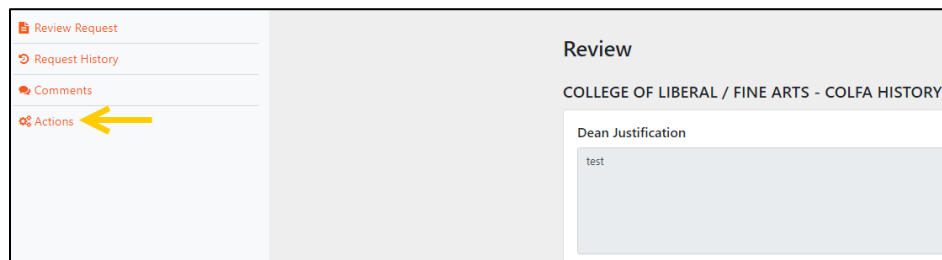 Review Request
Request History
Comments
Actions
Review
COLLEGE OF LIBERAL / FINE ARTS - COLFA HISTORY
Dean Justification
test